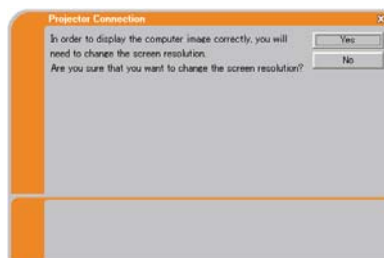 Projector Connection
In order to display the computer image correctly, you will
need to change the screen resolution.
Are you sure that you want to change the screen resolution?
Yes
No